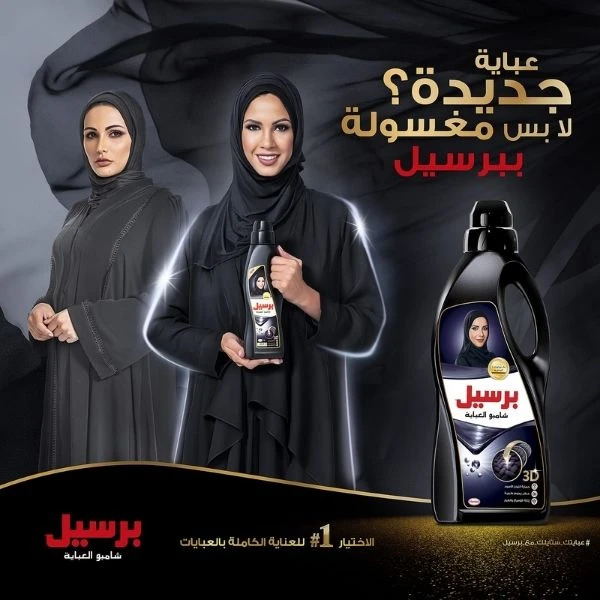 عباية
جديدة؟
لا بس مغسولة
ببرسيل
برسيل
برسيل
شامبو العباية
3D
برسيل
شامبو العباية
الاختيار #1 للعناية الكاملة بالعبايات
#عبايتك_ستايلك_مع_برسيل